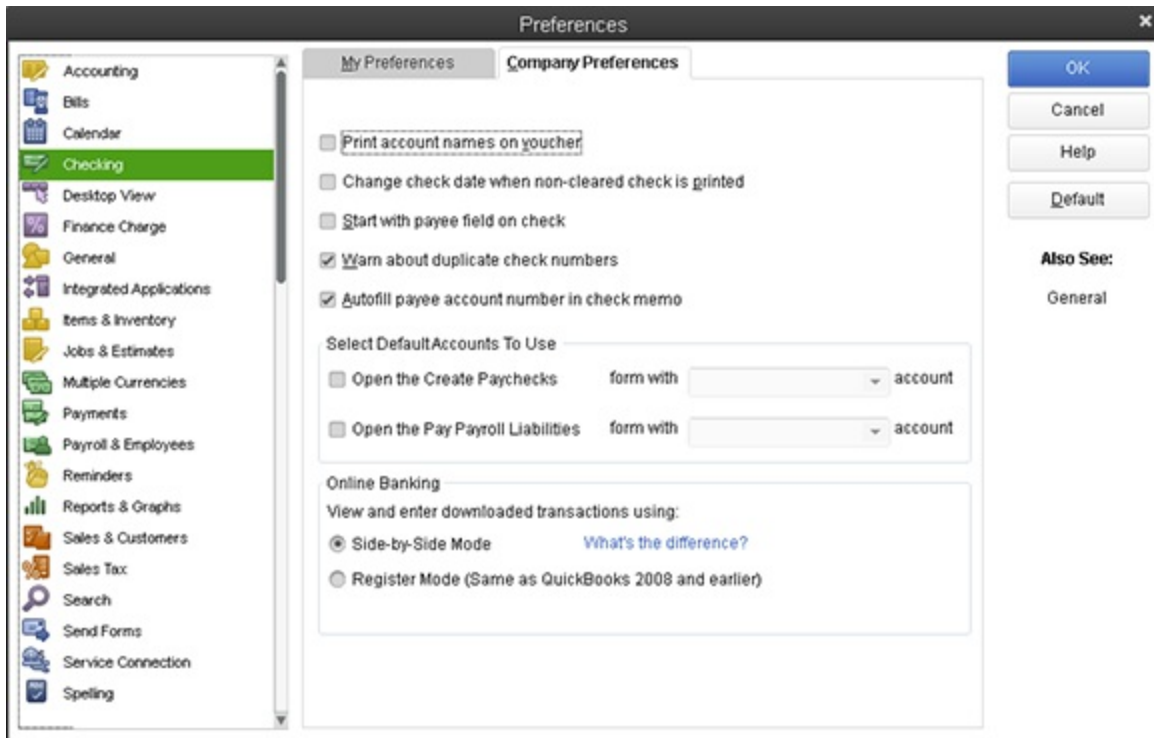 Preferences
Accounting
Bills
Calendar
Checking
Desktop View
Finance Charge
General
Integrated Applications
Items & Inventory
Jobs & Estimates
Multiple Currencies
Payments
Payroll & Employees
Reminders
Reports & Graphs
Sales & Customers
Sales Tax
Search
Send Forms
Service Connection
Spelling
My Preferences
Company Preferences
Print account names on voucher
Change check date when non-cleared check is printed
Start with payee field on check
Warn about duplicate check numbers
Autofill payee account number in check memo
Select Default Accounts To Use
Open the Create Paychecks form with account
Open the Pay Payroll Liabilities form with account
Online Banking
View and enter downloaded transactions using:
Side-by-Side Mode What's the difference?
Register Mode (Same as QuickBooks 2008 and earlier)
OK
Cancel
Help
Default
Also See:
General